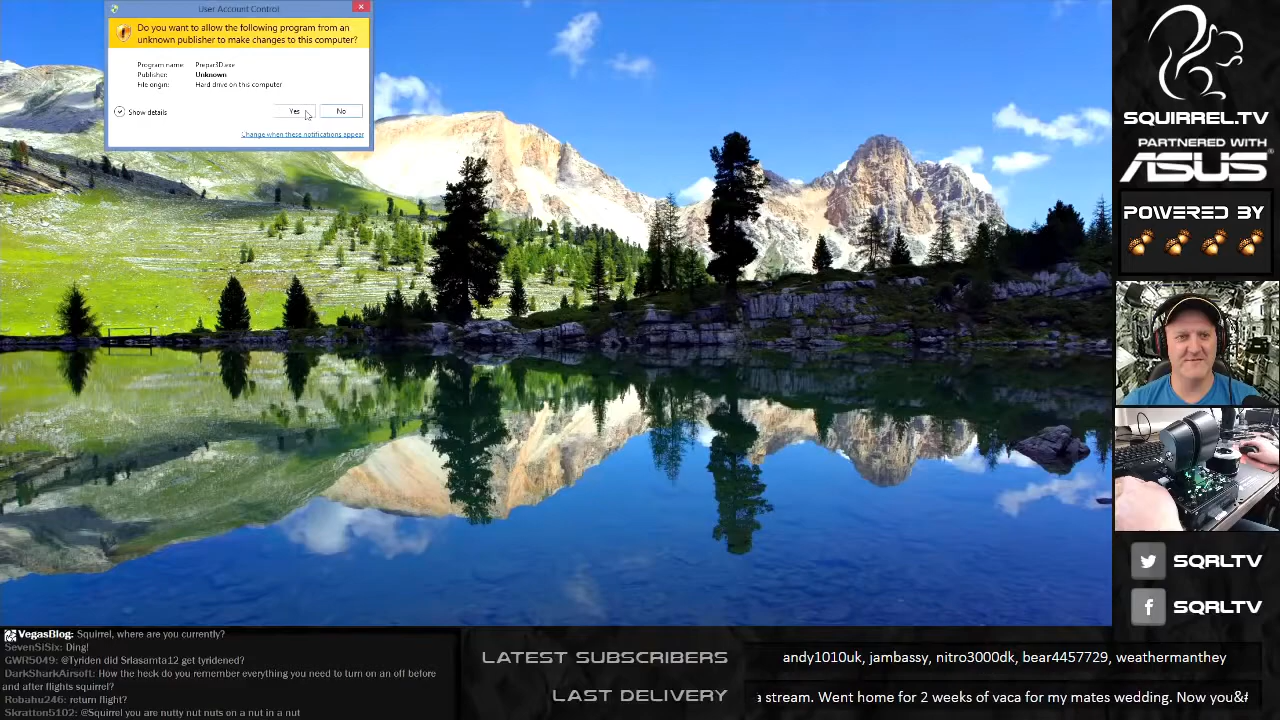 User Account Control
Do you want to allow the following program from an
unknown publisher to make changes to this computer?
Program name: Prepar3D.exe
Publisher: Unknown
File origin: Hard drive on this computer
Show details
Yes
No
Change when these notifications appear
SQUIRREL.TV
PARTNERED WITH
ASUS
POWERED BY
SQRLTV
SQRLTV
VegasBlog: Squirrel, where are you currently?
SevenSiSix: Ding!
GWR5049: @Tyriden did Srlasamta12 get tyridened?
DarkSharkAirsoft: How the heck do you remember everything you need to turn on an off before
and after flights squirrel?
Robahu246: return flight?
Skratton5102: @Squirrel you are nutty nut nuts on a nut in a nut
LATEST SUBSCRIBERS
andy1010uk, jambassy, nitro3000dk, bear4457729, weathermanthey
LAST DELIVERY
a stream. Went home for 2 weeks of vaca for my mates wedding. Now you&#